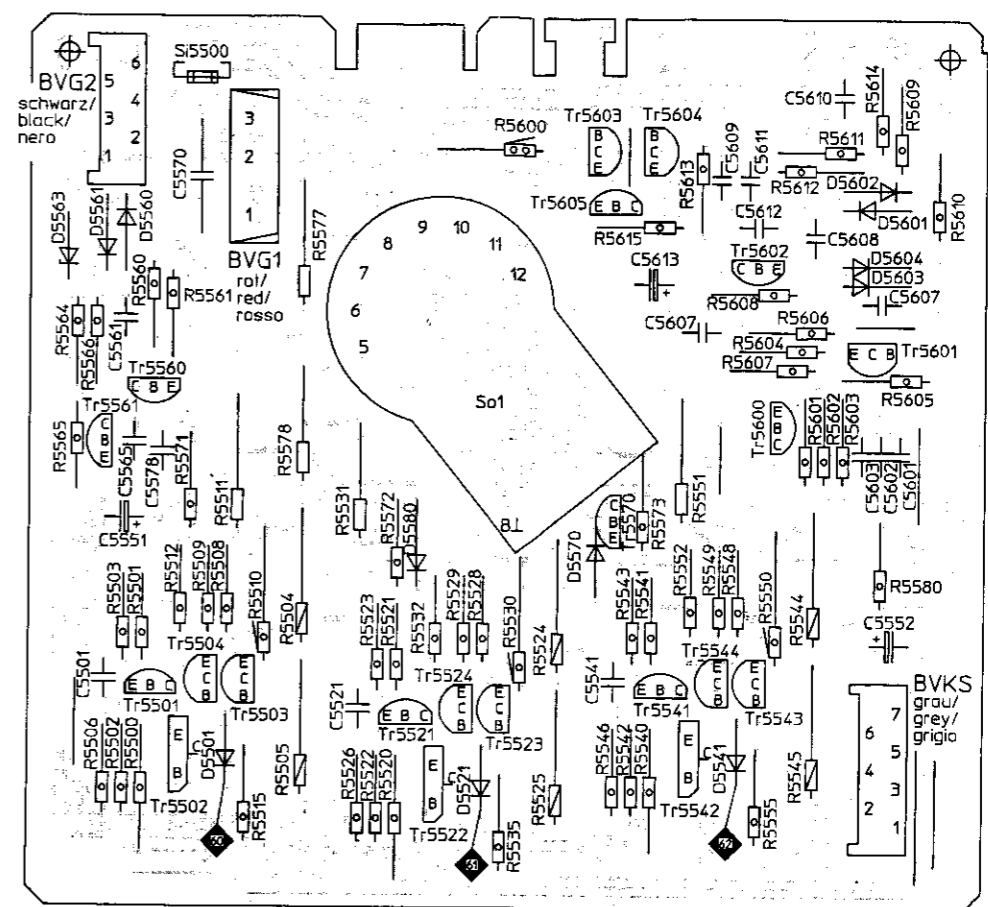 BVG2
schwarz/
black/
nero
6
5
4
3
2
1
Si5500
C5570
3
2
1
BVG1
rot/
red/
rosso
R5577
R5600
Tr5603
B
C
E
Tr5604
B
C
E
C5609
C5611
C5610
R5614
R5609
R5611
R5612
R5613
D5602
D5601
R5610
Tr5605
E B C
R5615
C5612
C5608
Tr5602
C B E
C5613
+
D5604
D5603
C5607
R5608
C5607
R5606
R5604
R5607
Tr5601
E C B
R5605
D5563
D5561
D5560
R5560
R5561
R5564
R5566
C5561
Tr5560
C B E
5
6
7
8
9
10
11
12
So1
R5565
Tr5561
C
B
E
C5565
C5578
R5571
R5511
R5578
C5551
+
R5531
R5572
D5580
D5570
C
B
E
T5570
R5573
R5551
Tr5600
E
B
C
R5601
R5602
R5603
C5603
C5602
C5601
R5580
C5552
+
R5503
R5501
R5512
R5509
R5508
R5510
R5504
R5523
R5521
R5532
R5529
R5528
R5530
R5524
R5543
R5541
R5552
R5549
R5548
R5550
R5544
C5501
Tr5504
E
C
B
E
C
B
E B C
Tr5501
Tr5503
C5521
Tr5524
E
C
B
E
C
B
E B C
Tr5521
Tr5523
C5541
Tr5544
E
C
B
E
C
B
E B C
Tr5541
Tr5543
R5506
R5502
R5500
E
C
B
Tr5502
D5501
R5515
R5505
60
R5526
R5522
R5520
E
C
B
Tr5522
D5521
R5535
R5525
61
R5546
R5542
R5540
E
C
B
Tr5542
D5541
R5555
R5545
62
BVKS
grau/
grey/
grigio
7
6
5
4
3
2
1